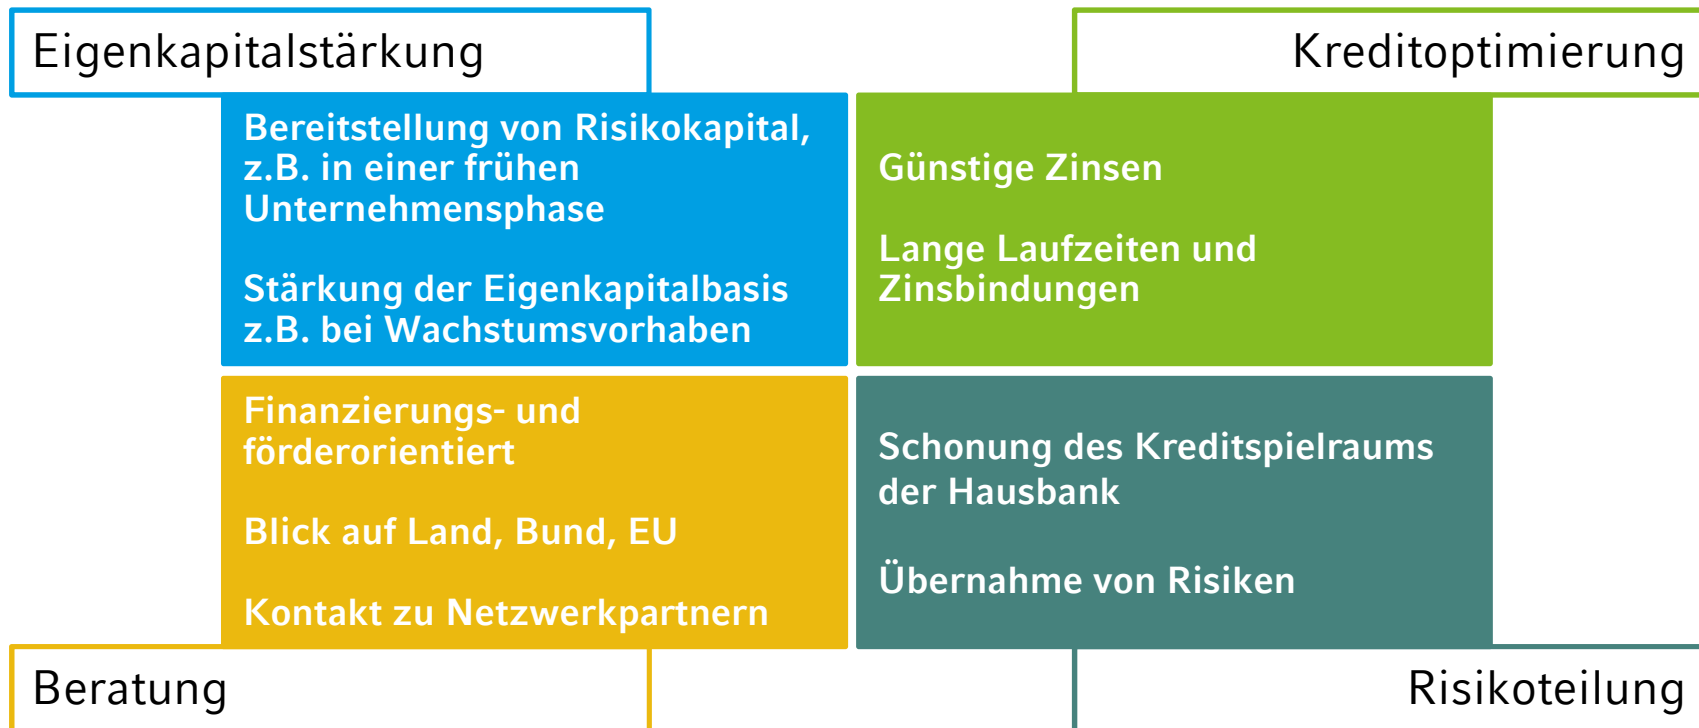 Eigenkapitalstärkung
Bereitstellung von Risikokapital,
z.B. in einer frühen
Unternehmensphase
Stärkung der Eigenkapitalbasis
z.B. bei Wachstumsvorhaben
Kreditoptimierung
Günstige Zinsen
Lange Laufzeiten und
Zinsbindungen
Finanzierungs- und
förderorientiert
Blick auf Land, Bund, EU
Kontakt zu Netzwerkpartnern
Beratung
Schonung des Kreditspielraums
der Hausbank
Übernahme von Risiken
Risikoteilung